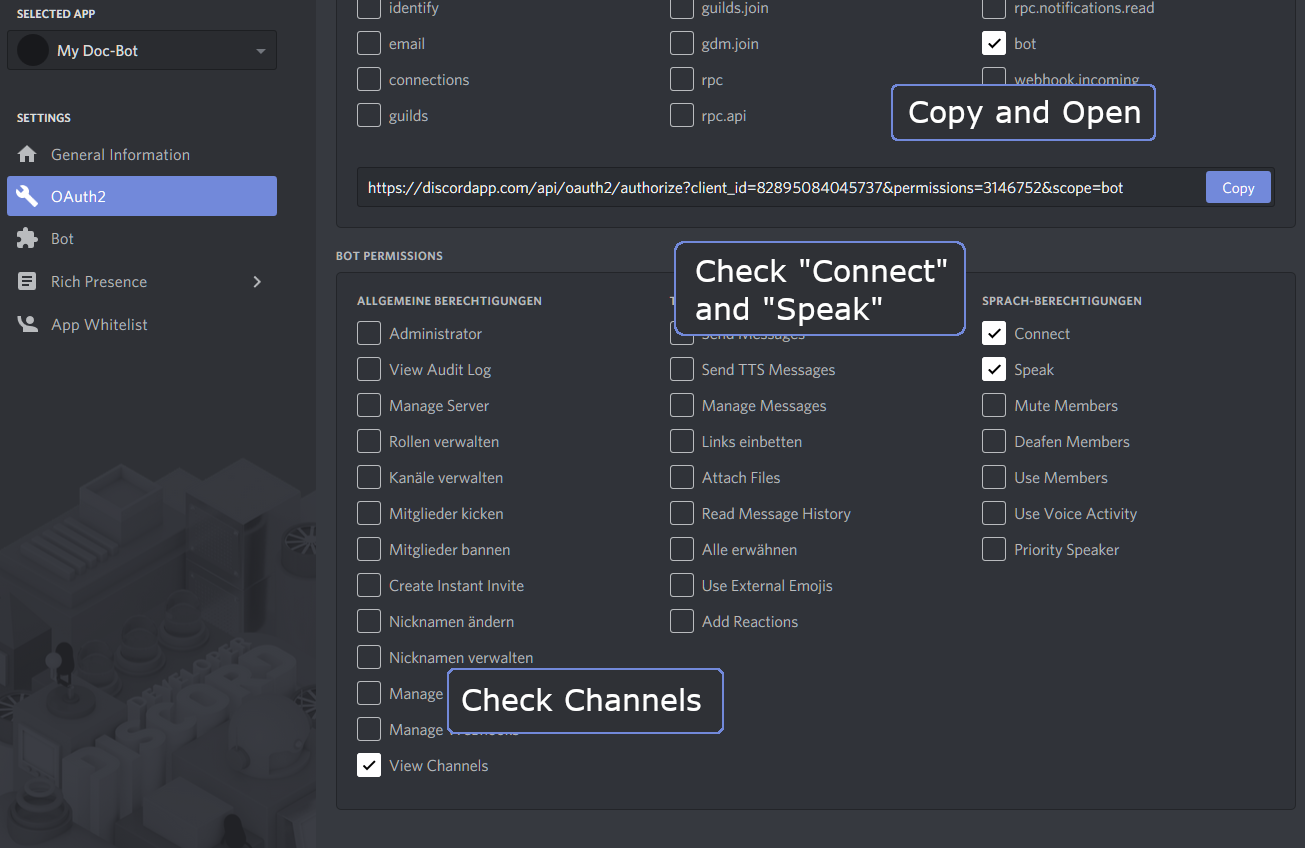 SELECTED APP
My Doc-Bot
SETTINGS
General Information
OAuth2
Bot
Rich Presence
App Whitelist
identify
guilds.join
rpc.notifications.read
email
gdm.join
bot
connections
rpc
webhook.incoming
guilds
rpc.api
Copy and Open
https://discordapp.com/api/oauth2/authorize?client_id=82895084045737&permissions=3146752&scope=bot
Copy
BOT PERMISSIONS
Check "Connect"
and "Speak"
ALLGEMEINE BERECHTIGUNGEN
Administrator
View Audit Log
Manage Server
Rollen verwalten
Kanäle verwalten
Mitglieder kicken
Mitglieder bannen
Create Instant Invite
Nicknamen ändern
Nicknamen verwalten
Manage
Manage Webhooks
View Channels
Check Channels
Send Messages
Send TTS Messages
Manage Messages
Links einbetten
Attach Files
Read Message History
Alle erwähnen
Use External Emojis
Add Reactions
SPRACH-BERECHTIGUNGEN
Connect
Speak
Mute Members
Deafen Members
Use Members
Use Voice Activity
Priority Speaker
DISCORD